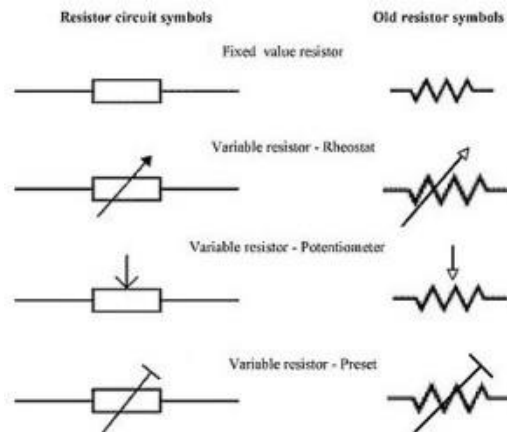 Resistor circuit symbols
Old resistor symbols
Fixed value resistor
Variable resistor - Rheostat
Variable resistor - Potentiometer
Variable resistor - Preset